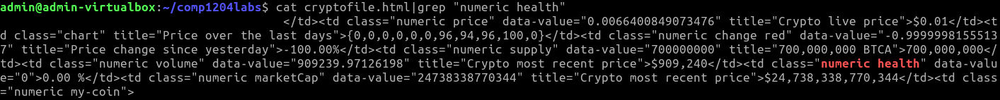 admin@admin-virtualbox:~/comp1204labs$ cat cryptofile.html|grep "numeric health"
</td><td class="numeric price" data-value="0.0066400849073476" title="Crypto live price">$0.01</td><t
d class="chart" title="Price over the last days">{0,0,0,0,0,0,96,94,96,100,0}</td><td class="numeric change red" data-value="-0.9999998155513
7" title="Price change since yesterday">-100.00%</td><td class="numeric supply" data-value="700000000" title="700,000,000 BTCA">700,000,000</
td><td class="numeric volume" data-value="909239.97126198" title="Crypto most recent price">$909,240</td><td class="numeric health" data-valu
e="0">0.00 %</td><td class="numeric marketCap" data-value="24738338770344" title="Crypto most recent price">$24,738,338,770,344</td><td class
="numeric my-coin">